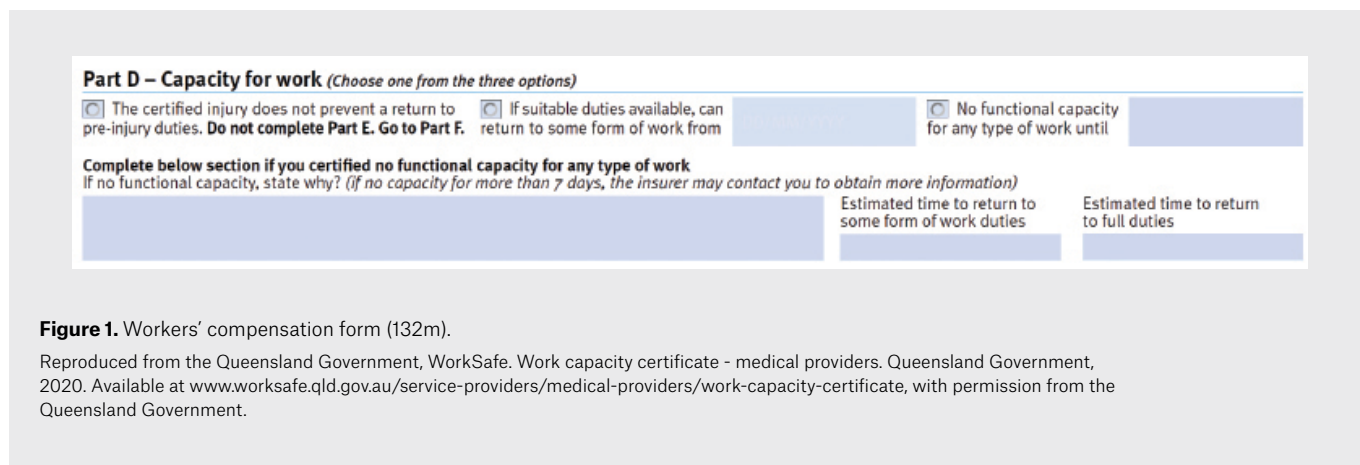 Part D – Capacity for work (Choose one from the three options)
The certified injury does not prevent a return to
pre-injury duties. Do not complete Part E. Go to Part F.
If suitable duties available, can
return to some form of work from
No functional capacity
for any type of work until
Complete below section if you certified no functional capacity for any type of work
If no functional capacity, state why? (if no capacity for more than 7 days, the insurer may contact you to obtain more information)
Estimated time to return to
some form of work duties
Estimated time to return
to full duties
Figure 1. Workers’ compensation form (132m).
Reproduced from the Queensland Government, WorkSafe. Work capacity certificate - medical providers. Queensland Government,
2020. Available at www.worksafe.qld.gov.au/service-providers/medical-providers/work-capacity-certificate, with permission from the
Queensland Government.